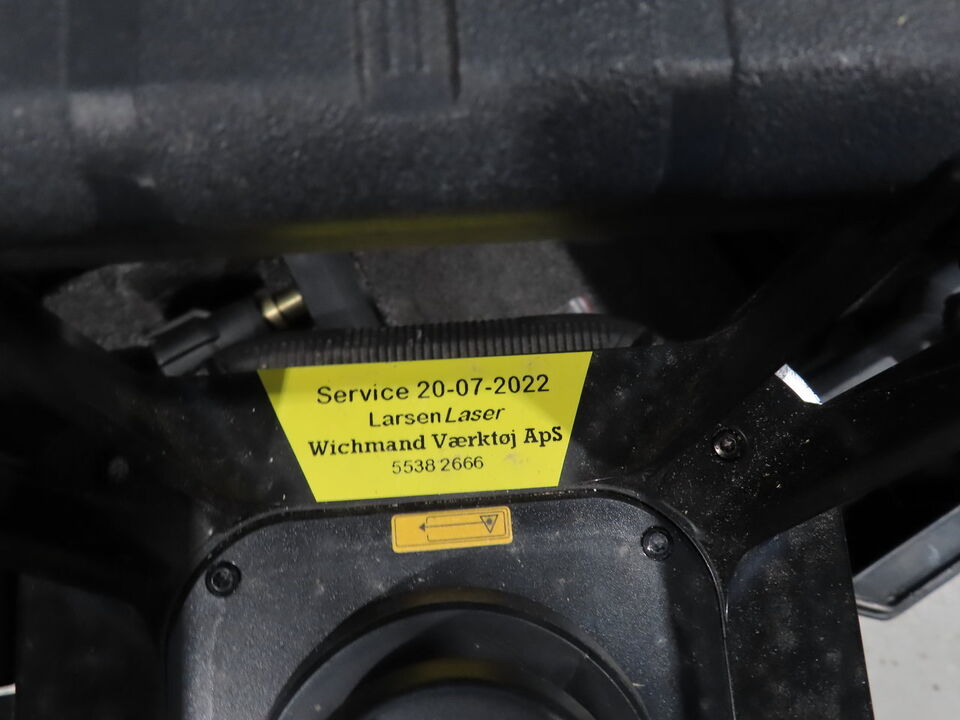 Service 20-07-2022
LarsenLaser
Wichmand Værktøj ApS
5538 2666